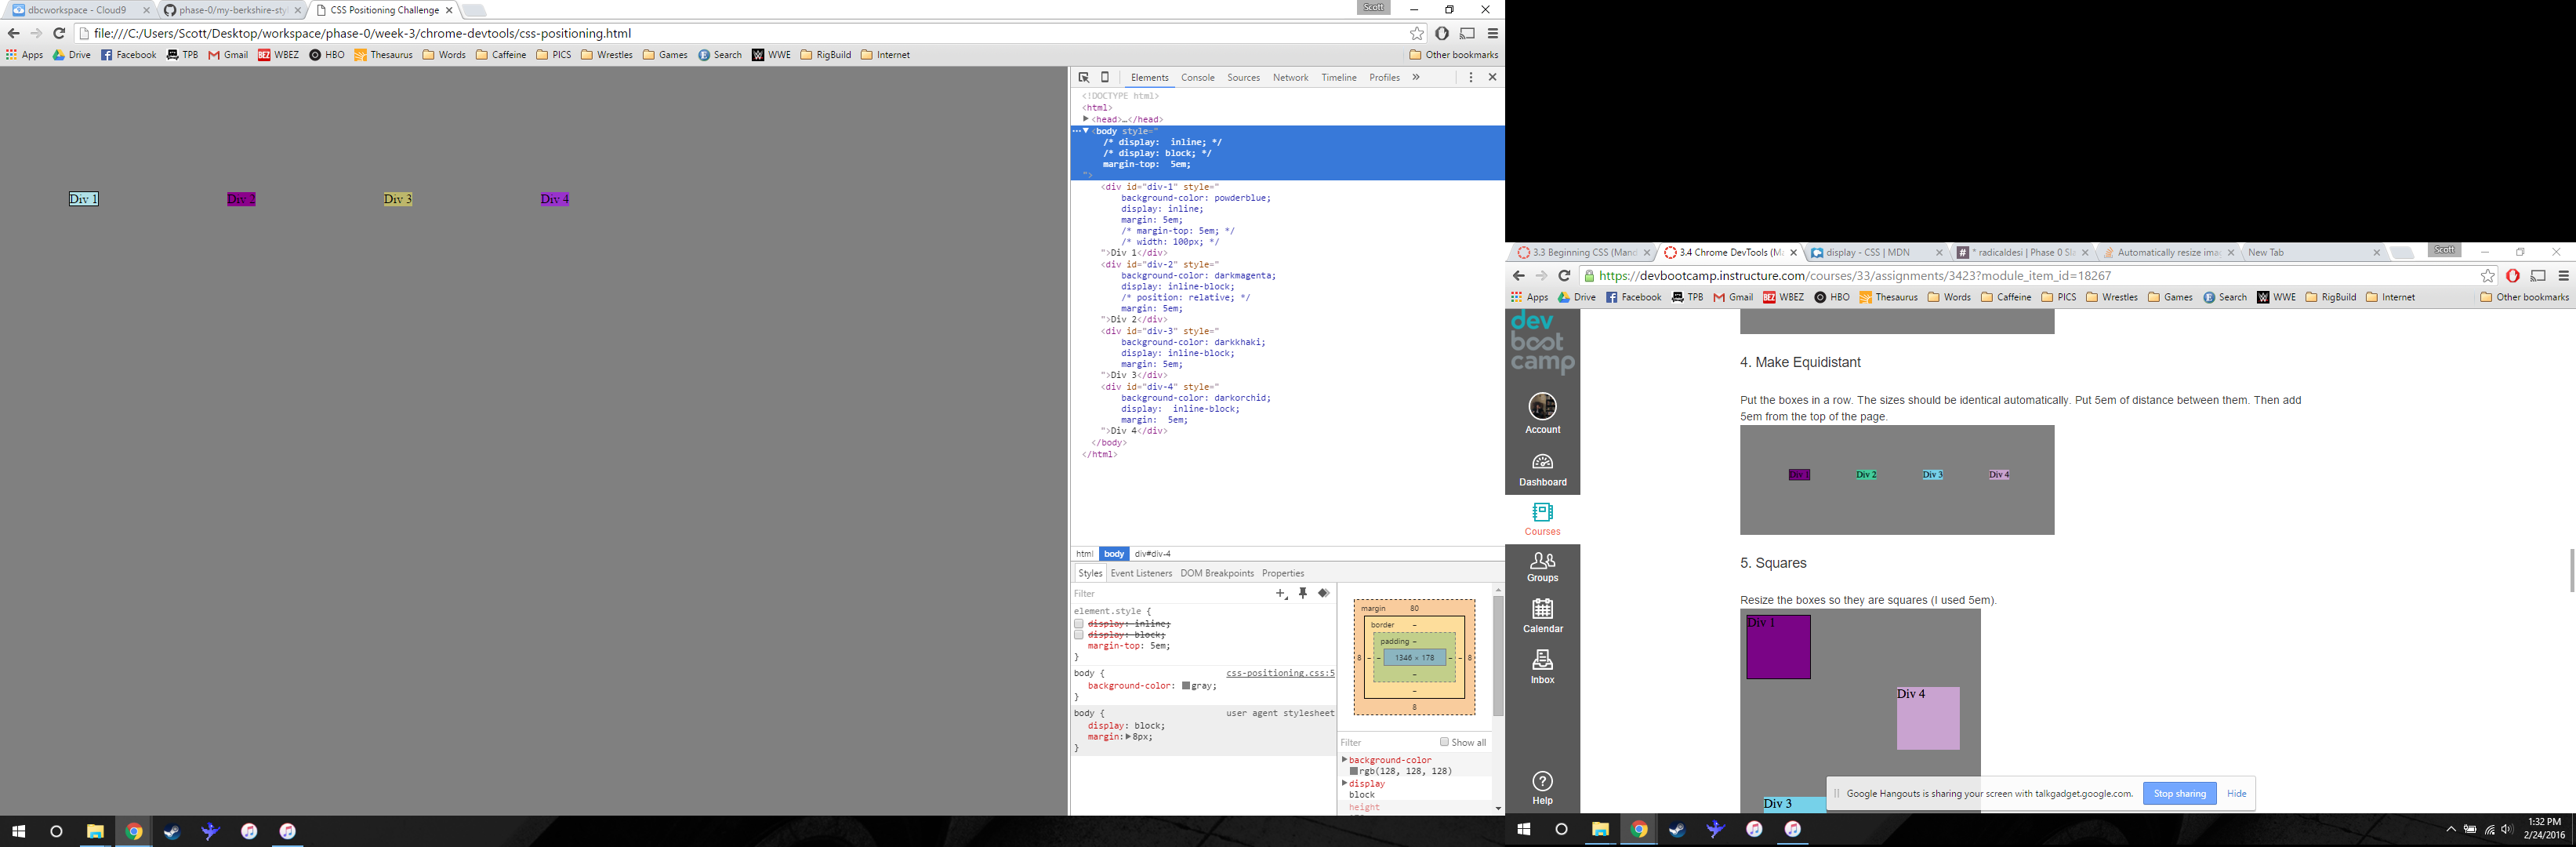 dbcworkspace - Cloud9
phase-0/my-berkshire-sty
CSS Positioning Challenge
Scott
file:///C:/Users/Scott/Desktop/workspace/phase-0/week-3/chrome-devtools/css-positioning.html
Apps Drive Facebook TPB Gmail WBEZ HBO Thesaurus Words Caffeine PICS Wrestles Games Search WWE RigBuild Internet Other bookmarks
Div 1 Div 2 Div 3 Div 4
Elements Console Sources Network Timeline Profiles »
<!DOCTYPE html>
<html>
<head>…</head>
<body style="
/* display:  inline; */
/* display: block; */
margin-top:  5em;
">
<div id="div-1" style="
background-color: powderblue;
display: inline;
margin: 5em;
/* margin-top: 5em; */
/* width: 100px; */
">Div 1</div>
<div id="div-2" style="
background-color: darkmagenta;
display: inline-block;
/* position: relative; */
margin: 5em;
">Div 2</div>
<div id="div-3" style="
background-color: darkkhaki;
display: inline-block;
margin: 5em;
">Div 3</div>
<div id="div-4" style="
background-color: darkorchid;
display:  inline-block;
margin:  5em;
">Div 4</div>
</body>
</html>
html body div#div-4
Styles Event Listeners DOM Breakpoints Properties
Filter
element.style {
display: inline;
display: block;
margin-top: 5em;
}
body { css-positioning.css:5
background-color: gray;
}
body { user agent stylesheet
display: block;
margin: 8px;
}
margin 80
border –
padding –
8 – – 1346 × 178 – – 8
–
–
8
Filter Show all
background-color
rgb(128, 128, 128)
display
block
height
3.3 Beginning CSS (Mand
3.4 Chrome DevTools (Ma
display - CSS | MDN
* radicaldesi | Phase 0 Sla
Automatically resize imag
New Tab
Scott
https://devbootcamp.instructure.com/courses/33/assignments/3423?module_item_id=18267
Apps Drive Facebook TPB Gmail WBEZ HBO Thesaurus Words Caffeine PICS Wrestles Games Search WWE RigBuild Internet Other bookmarks
dev
boot
camp
Account
Dashboard
Courses
Groups
Calendar
Inbox
Help
4. Make Equidistant
Put the boxes in a row. The sizes should be identical automatically. Put 5em of distance between them. Then add
5em from the top of the page.
Div 1 Div 2 Div 3 Div 4
5. Squares
Resize the boxes so they are squares (I used 5em).
Div 1
Div 4
Div 3
Google Hangouts is sharing your screen with talkgadget.google.com. Stop sharing Hide
1:32 PM
2/24/2016